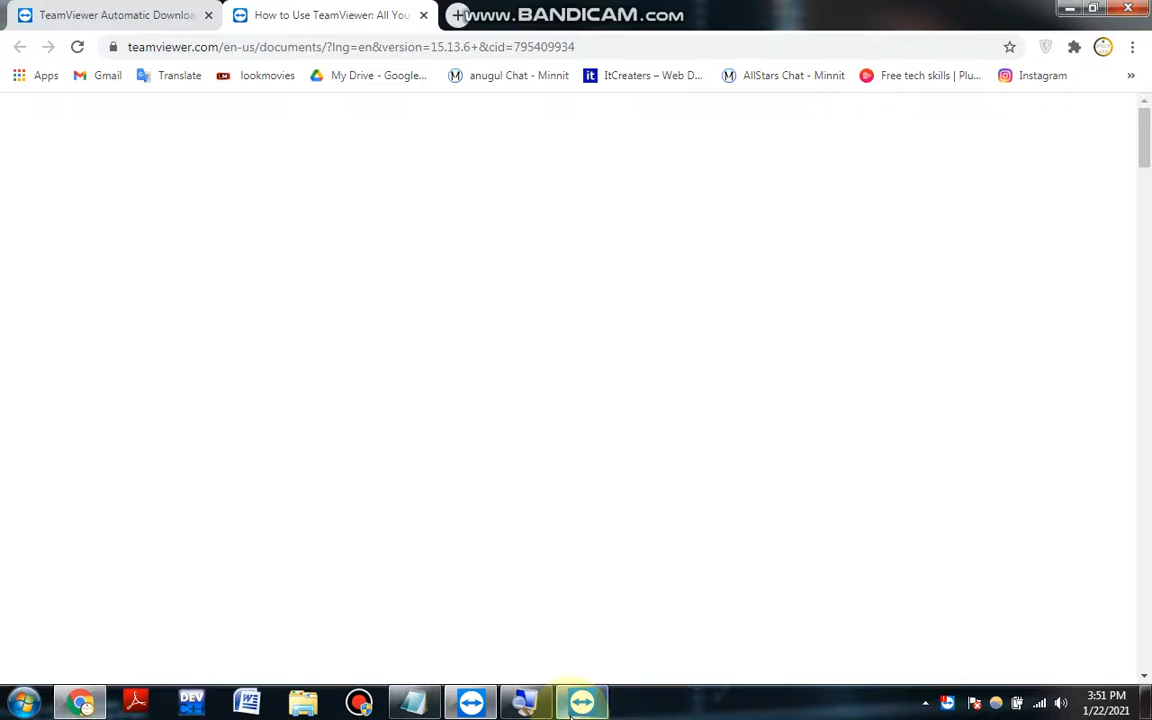 TeamViewer Automatic Downloa
How to Use TeamViewer: All You
www.BANDICAM.com
teamviewer.com/en-us/documents/?lng=en&version=15.13.6+&cid=795409934
Apps
Gmail
Translate
lookmovies
My Drive - Google...
anugul Chat - Minnit
ItCreaters – Web D...
AllStars Chat - Minnit
Free tech skills | Plu...
Instagram
»
DEV
3:51 PM
1/22/2021